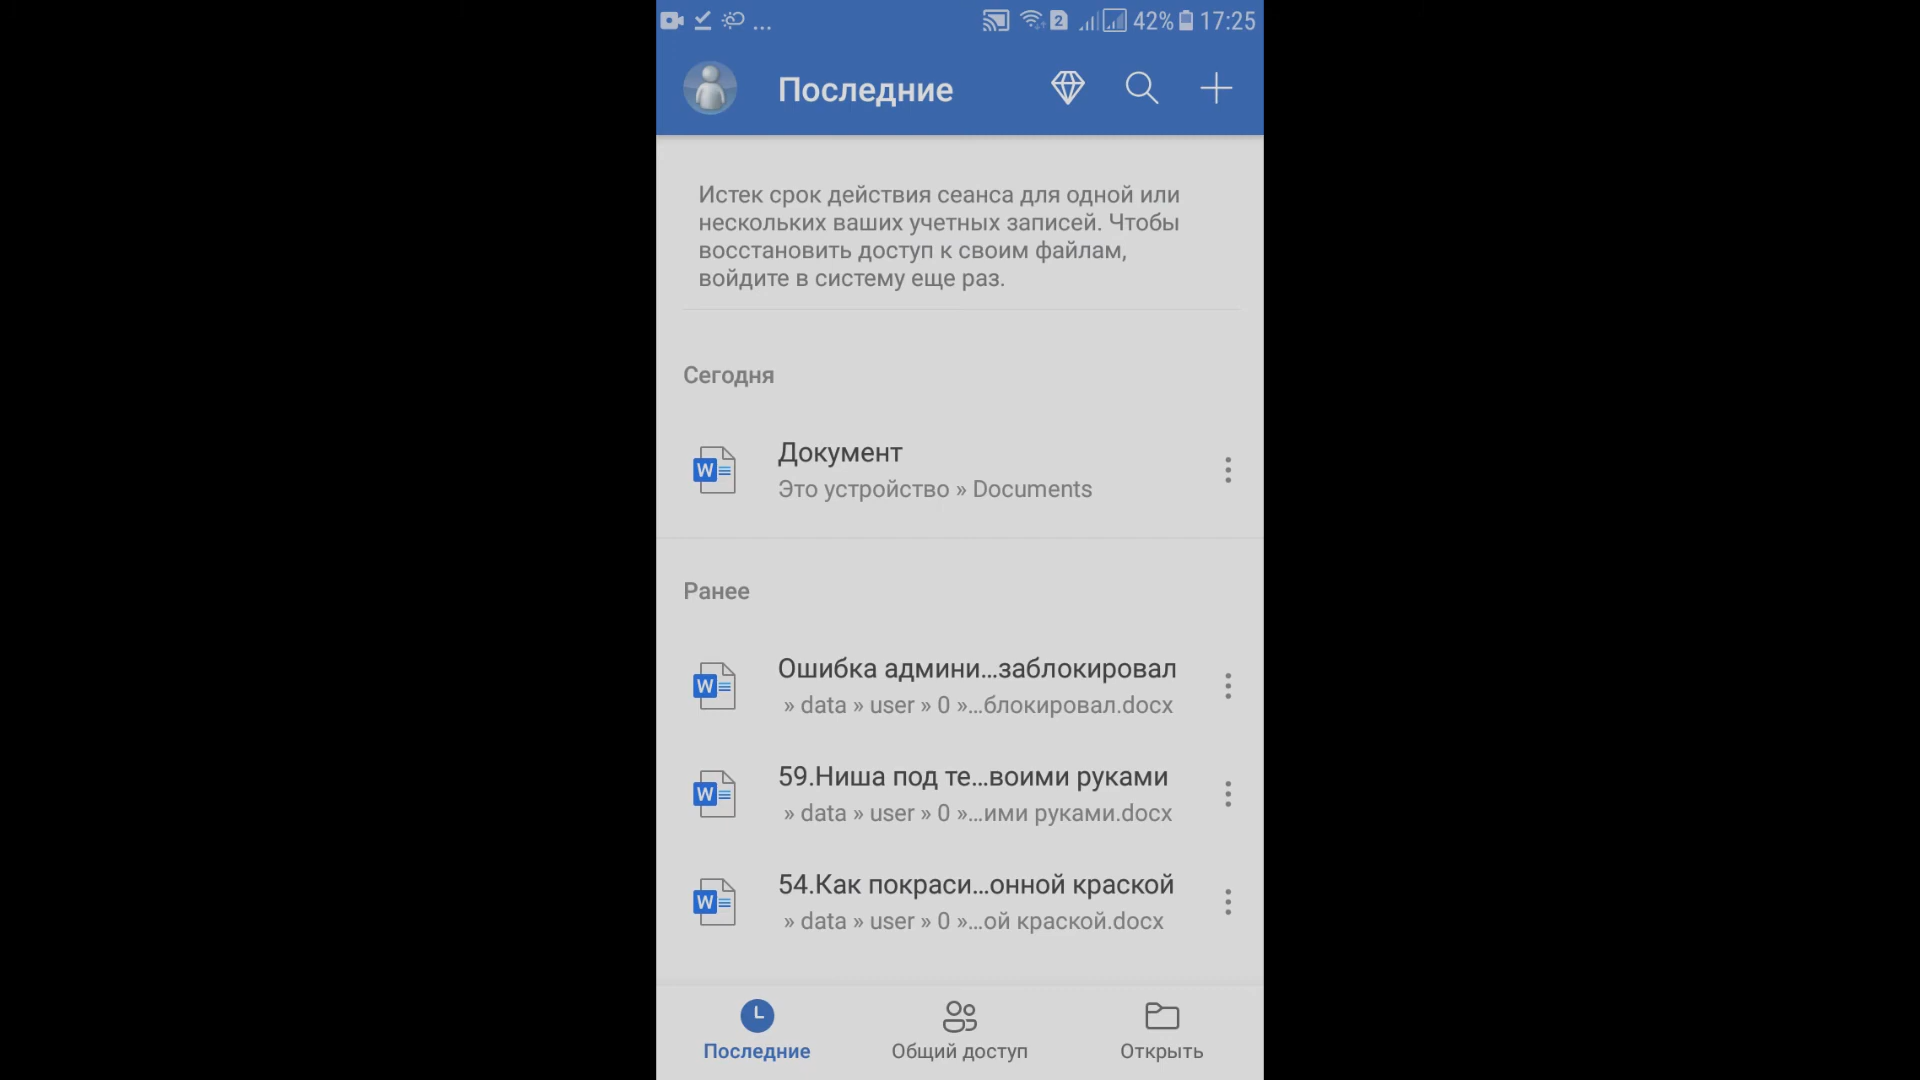 ... 2 42% 17:25
Последние
Истек срок действия сеанса для одной или
нескольких ваших учетных записей. Чтобы
восстановить доступ к своим файлам,
войдите в систему еще раз.
Сегодня
W Документ
Это устройство » Documents
Ранее
W Ошибка админи...заблокировал
» data » user » 0 »...блокировал.docx
W 59.Ниша под те...воими руками
» data » user » 0 »...ими руками.docx
W 54.Как покраси...онной краской
» data » user » 0 »...ой краской.docx
Последние Общий доступ Открыть